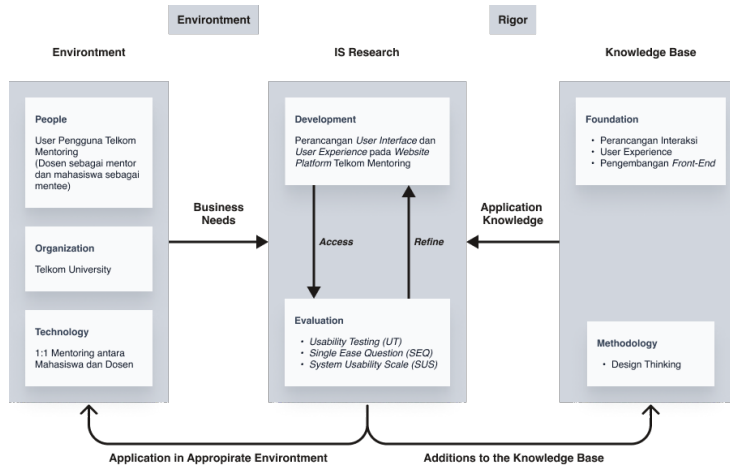 Environtment
Rigor
Environtment
IS Research
Knowledge Base
People
User Pengguna Telkom
Mentoring
(Dosen sebagai mentor
dan mahasiswa sebagai
mentee)
Organization
Telkom University
Technology
1:1 Mentoring antara
Mahasiswa dan Dosen
Business
Needs
Development
Perancangan User Interface dan
User Experience pada Website
Platform Telkom Mentoring
Access
Refine
Evaluation
• Usability Testing (UT)
• Single Ease Question (SEQ)
• System Usability Scale (SUS)
Application
Knowledge
Foundation
• Perancangan Interaksi
• User Experience
• Pengembangan Front-End
Methodology
• Design Thinking
Application in Appropirate Environtment
Additions to the Knowledge Base